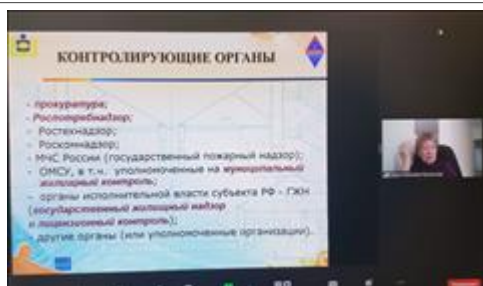 КОНТРОЛИРУЮЩИЕ ОРГАНЫ
- прокуратура;
- Роспотребнадзор;
- Ростехнадзор;
- Роскомнадзор;
- МЧС России (государственный пожарный надзор);
- ОМСУ, в т.ч. уполномоченные на муниципальный
жилищный контроль;
- органы исполнительной власти субъекта РФ - ГЖН
(государственный жилищный надзор
и лицензионный контроль);
- другие органы (или уполномоченные организации).